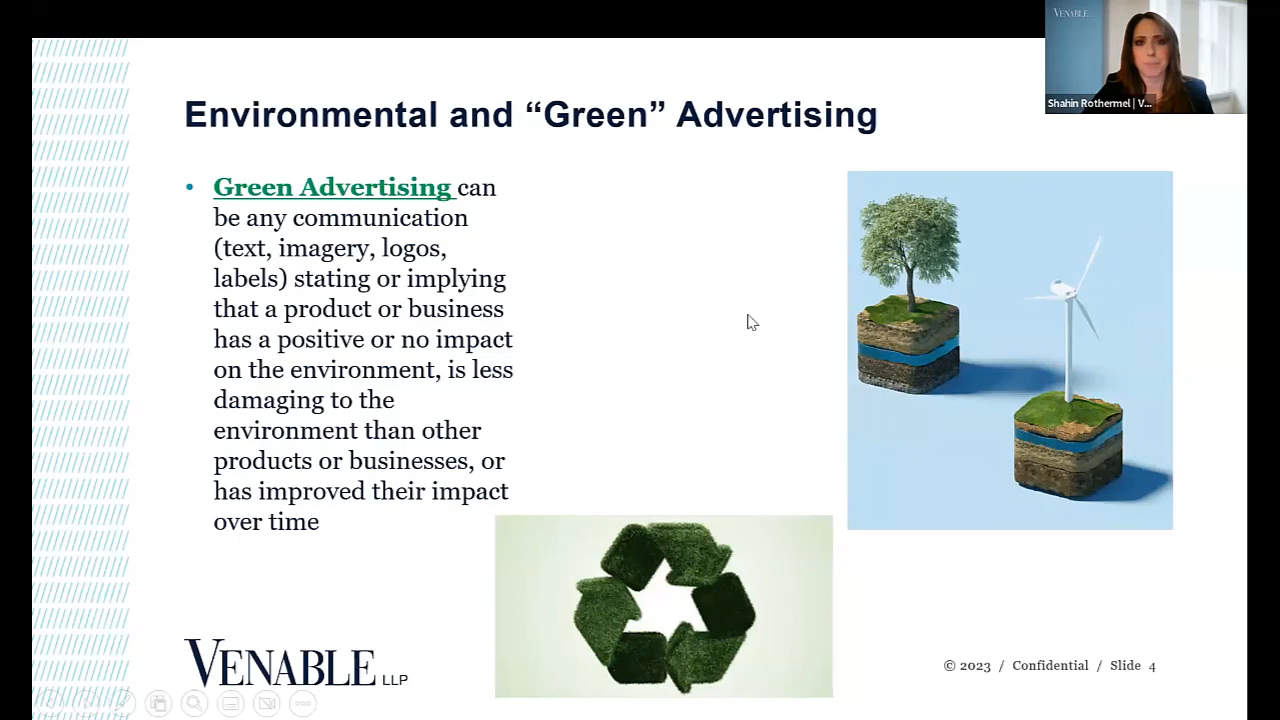 VENABLE
Shahin Rothermel | V...
Environmental and “Green” Advertising
• Green Advertising can
be any communication
(text, imagery, logos,
labels) stating or implying
that a product or business
has a positive or no impact
on the environment, is less
damaging to the
environment than other
products or businesses, or
has improved their impact
over time
VENABLE LLP
© 2023 / Confidential / Slide 4